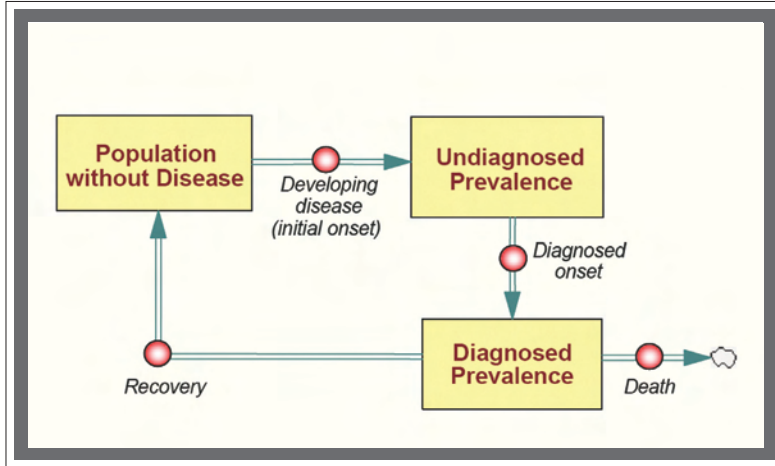 Population
without Disease
Developing
disease
(initial onset)
Undiagnosed
Prevalence
Diagnosed
onset
Diagnosed
Prevalence
Death
Recovery